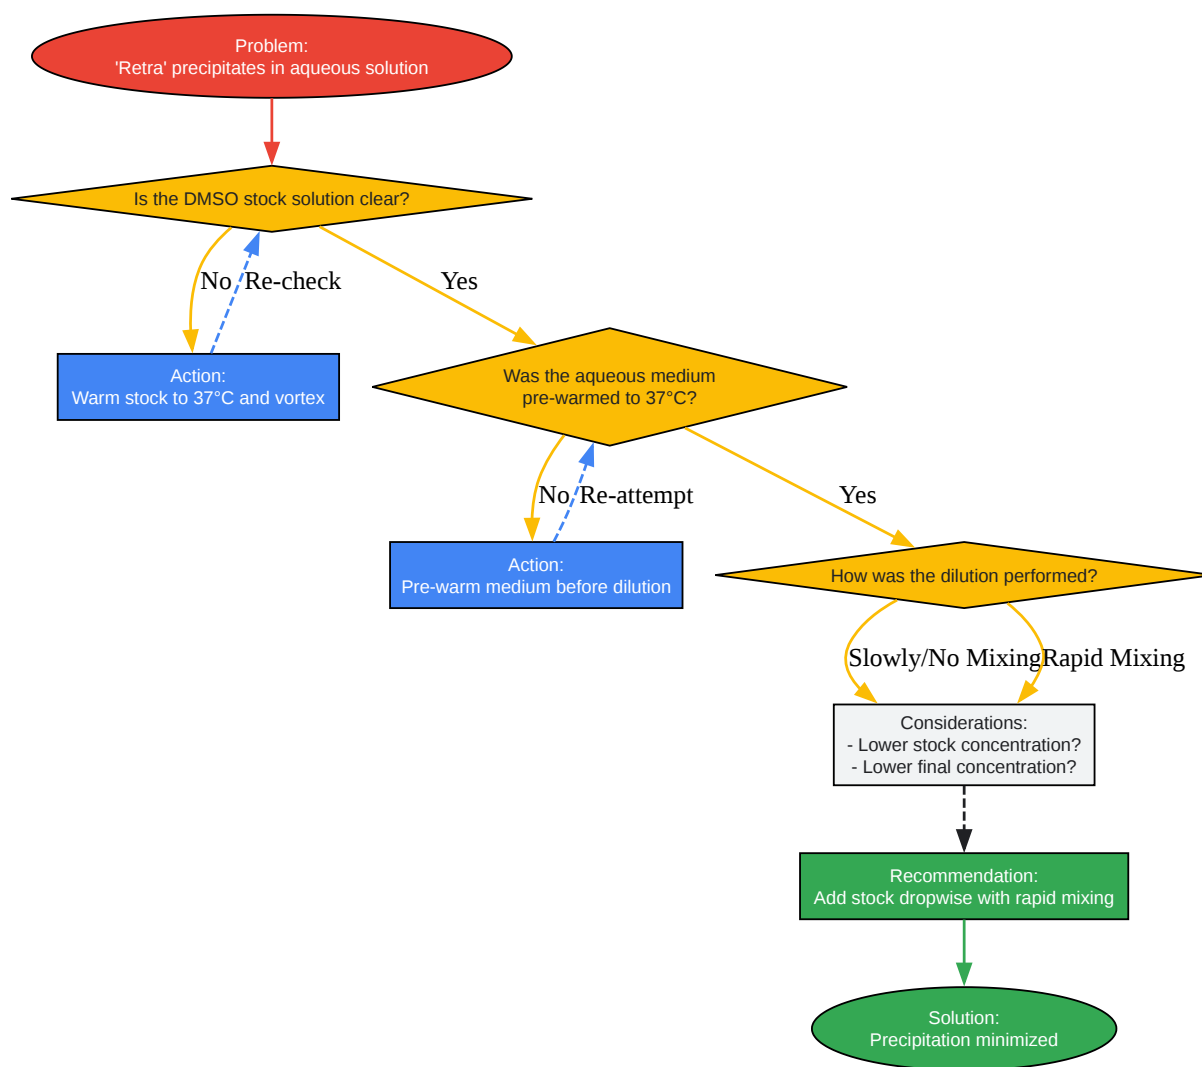 Problem:
'Retra' precipitates in aqueous solution
Is the DMSO stock solution clear?
No
Re-check
Yes
Action:
Warm stock to 37°C and vortex
Was the aqueous medium
pre-warmed to 37°C?
No
Re-attempt
Yes
Action:
Pre-warm medium before dilution
How was the dilution performed?
Slowly/No Mixing
Rapid Mixing
Considerations:
- Lower stock concentration?
- Lower final concentration?
Recommendation:
Add stock dropwise with rapid mixing
Solution:
Precipitation minimized